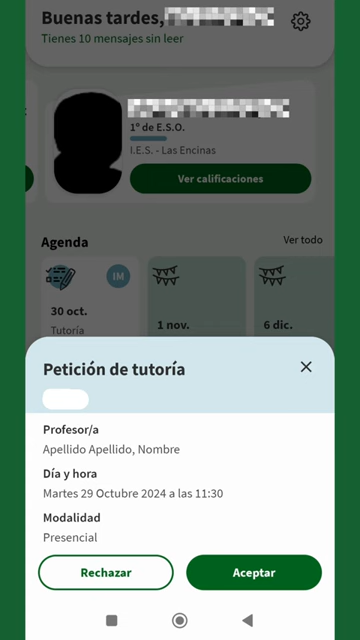 Buenas tardes,
Tienes 10 mensajes sin leer
1º de E.S.O.
I.E.S. - Las Encinas
Ver calificaciones
Agenda
Ver todo
IM
30 oct.
Tutoría
1 nov.
6 dic.
Petición de tutoría
Profesor/a
Apellido Apellido, Nombre
Día y hora
Martes 29 Octubre 2024 a las 11:30
Modalidad
Presencial
Rechazar
Aceptar